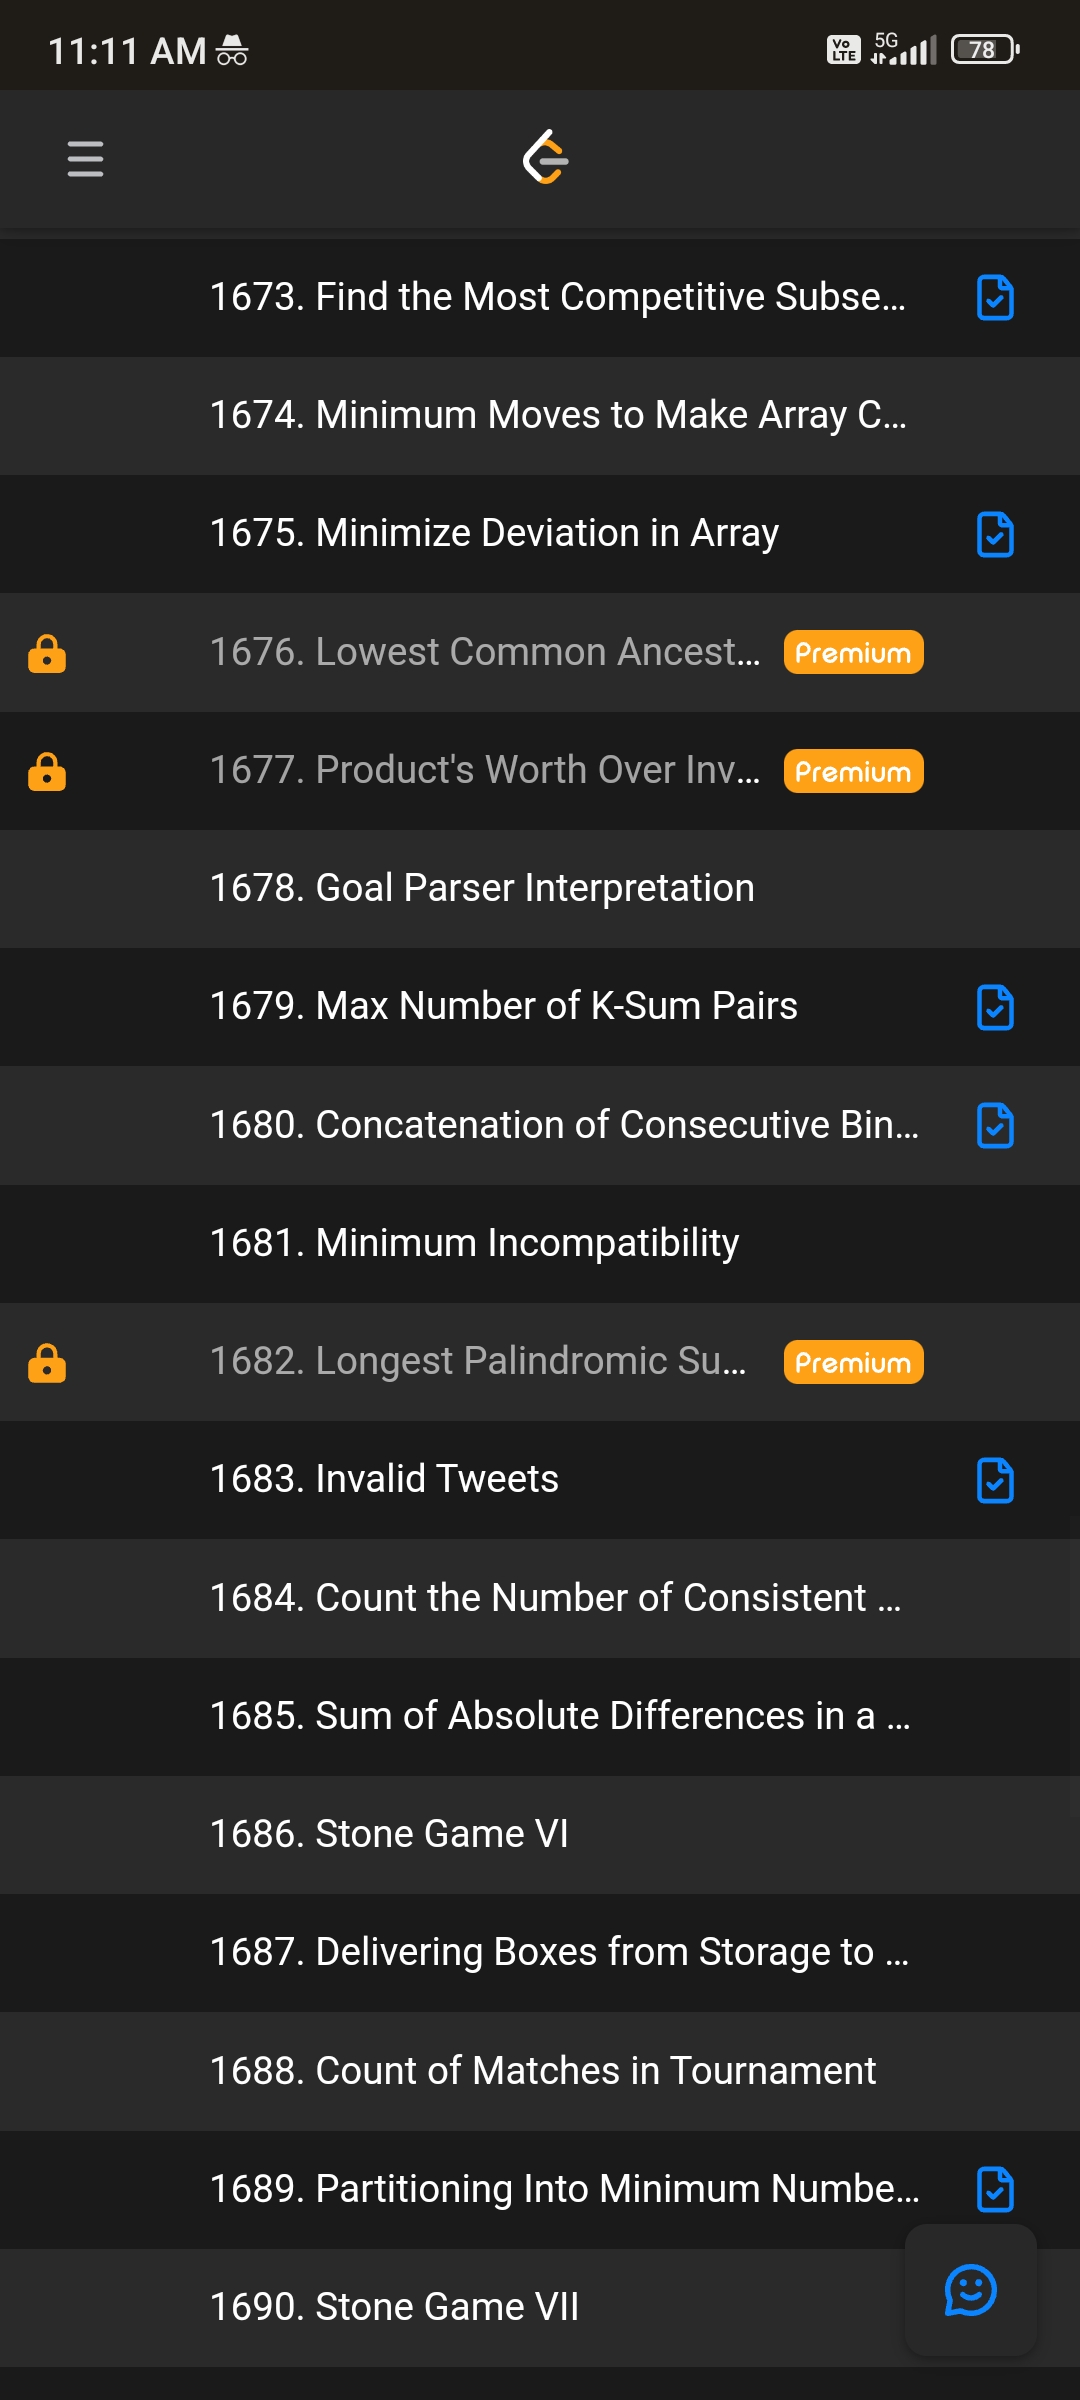 11:11 AM
Vo LTE 5G 78
1673. Find the Most Competitive Subse...
1674. Minimum Moves to Make Array C...
1675. Minimize Deviation in Array
1676. Lowest Common Ancest... Premium
1677. Product's Worth Over Inv... Premium
1678. Goal Parser Interpretation
1679. Max Number of K-Sum Pairs
1680. Concatenation of Consecutive Bin...
1681. Minimum Incompatibility
1682. Longest Palindromic Su... Premium
1683. Invalid Tweets
1684. Count the Number of Consistent ...
1685. Sum of Absolute Differences in a ...
1686. Stone Game VI
1687. Delivering Boxes from Storage to ...
1688. Count of Matches in Tournament
1689. Partitioning Into Minimum Numbe...
1690. Stone Game VII